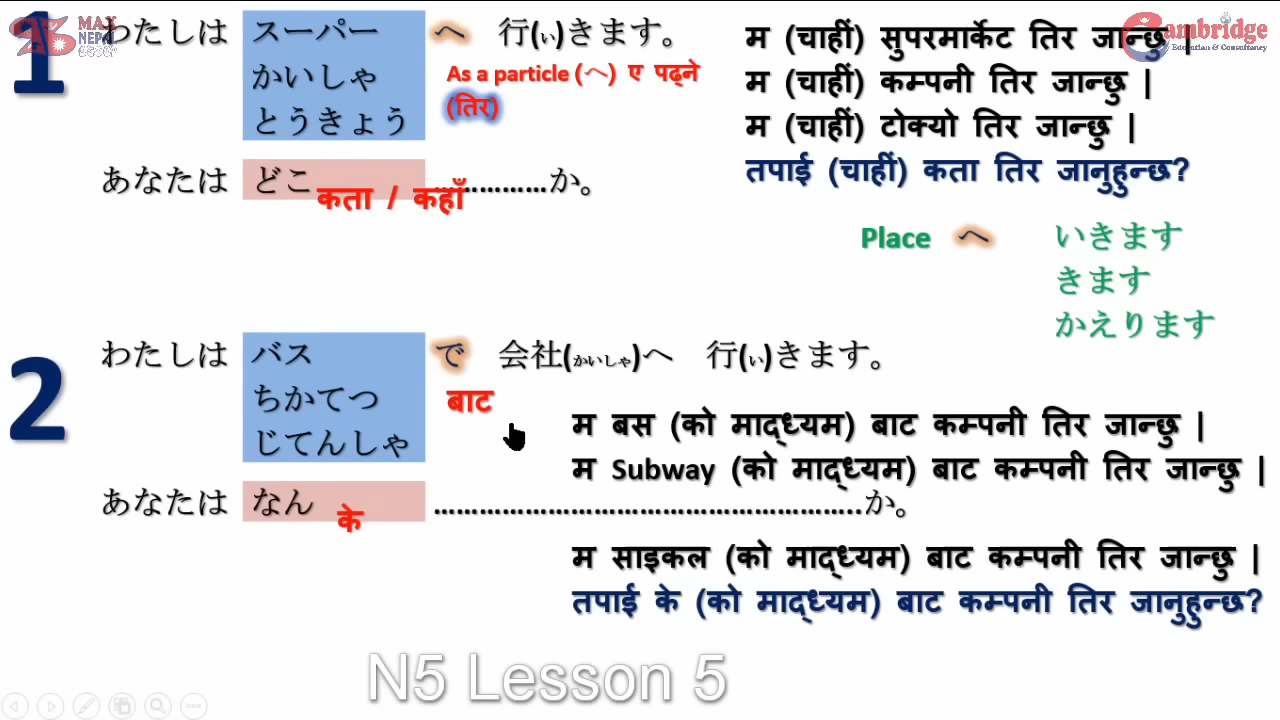 1
MAX
NEPAL
わたしは スーパー へ 行(い)きます。
かいしゃ
とうきょう
As a particle (へ) ए पढ्ने
(तिर)
あなたは どこ ……………か。
कता / कहाँ
Cambridge
Education & Consultancy
म (चाहीं) सुपरमार्केट तिर जान्छु |
म (चाहीं) कम्पनी तिर जान्छु |
म (चाहीं) टोक्यो तिर जान्छु |
तपाई (चाहीं) कता तिर जानुहुन्छ?
Place へ いきます
きます
かえります
2
わたしは バス で 会社(かいしゃ)へ 行(い)きます。
ちかてつ
じてんしゃ
बाट
म बस (को माद्ध्यम) बाट कम्पनी तिर जान्छु |
म Subway (को माद्ध्यम) बाट कम्पनी तिर जान्छु |
あなたは なん ………………………………………………..か。
के
म साइकल (को माद्ध्यम) बाट कम्पनी तिर जान्छु |
तपाई के (को माद्ध्यम) बाट कम्पनी तिर जानुहुन्छ?
N5 Lesson 5